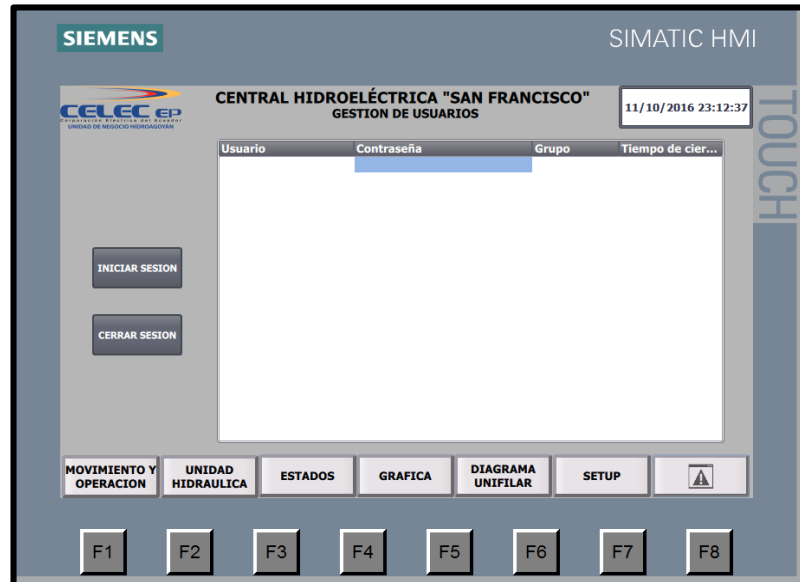 SIEMENS
SIMATIC HMI
TOUCH
CELEC EP
Corporación Eléctrica del Ecuador
UNIDAD DE NEGOCIO HIDROAGOYÁN
CENTRAL HIDROELÉCTRICA "SAN FRANCISCO"
GESTION DE USUARIOS
11/10/2016 23:12:37
Usuario Contraseña Grupo Tiempo de cier...
INICIAR SESION
CERRAR SESION
MOVIMIENTO Y
OPERACION
UNIDAD
HIDRAULICA
ESTADOS
GRAFICA
DIAGRAMA
UNIFILAR
SETUP
F1 F2 F3 F4 F5 F6 F7 F8